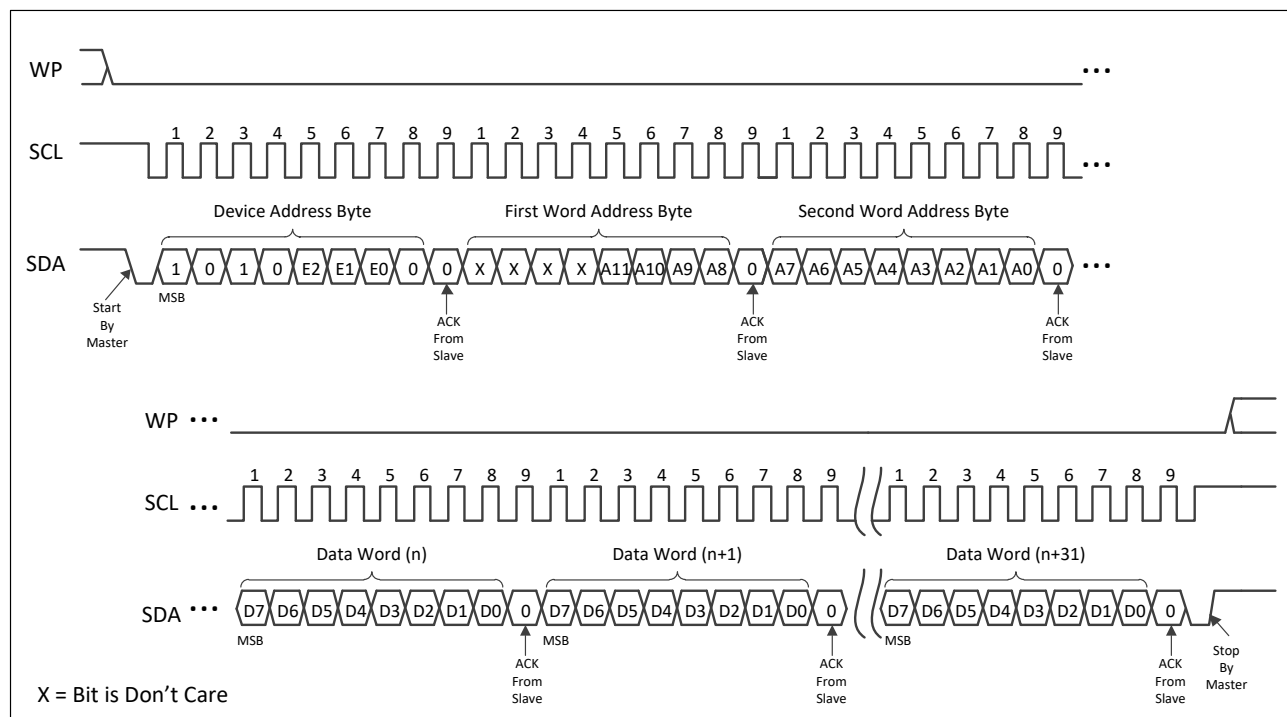 WP ...
SCL 1 2 3 4 5 6 7 8 9 1 2 3 4 5 6 7 8 9 1 2 3 4 5 6 7 8 9 ...
Device Address Byte First Word Address Byte Second Word Address Byte
SDA 1 0 1 0 E2 E1 E0 0 0 X X X X A11 A10 A9 A8 0 A7 A6 A5 A4 A3 A2 A1 A0 0 ...
MSB
Start
By
Master
ACK
From
Slave
ACK
From
Slave
ACK
From
Slave
WP ...
SCL ... 1 2 3 4 5 6 7 8 9 1 2 3 4 5 6 7 8 9 1 2 3 4 5 6 7 8 9
Data Word (n) Data Word (n+1) Data Word (n+31)
SDA ... D7 D6 D5 D4 D3 D2 D1 D0 0 D7 D6 D5 D4 D3 D2 D1 D0 0 D7 D6 D5 D4 D3 D2 D1 D0 0
MSB MSB MSB
ACK
From
Slave
ACK
From
Slave
ACK
From
Slave
Stop
By
Master
X = Bit is Don't Care